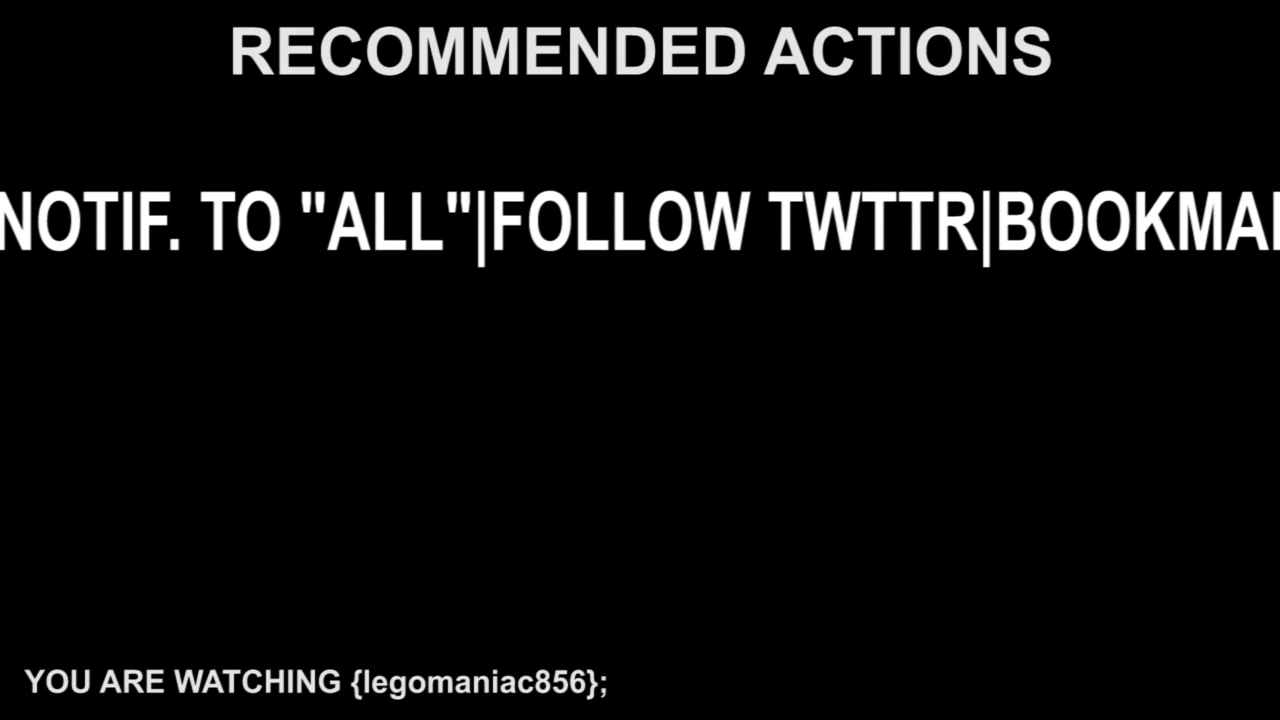 RECOMMENDED ACTIONS
NOTIF. TO "ALL"|FOLLOW TWTTR|BOOKMA
YOU ARE WATCHING {legomaniac856};